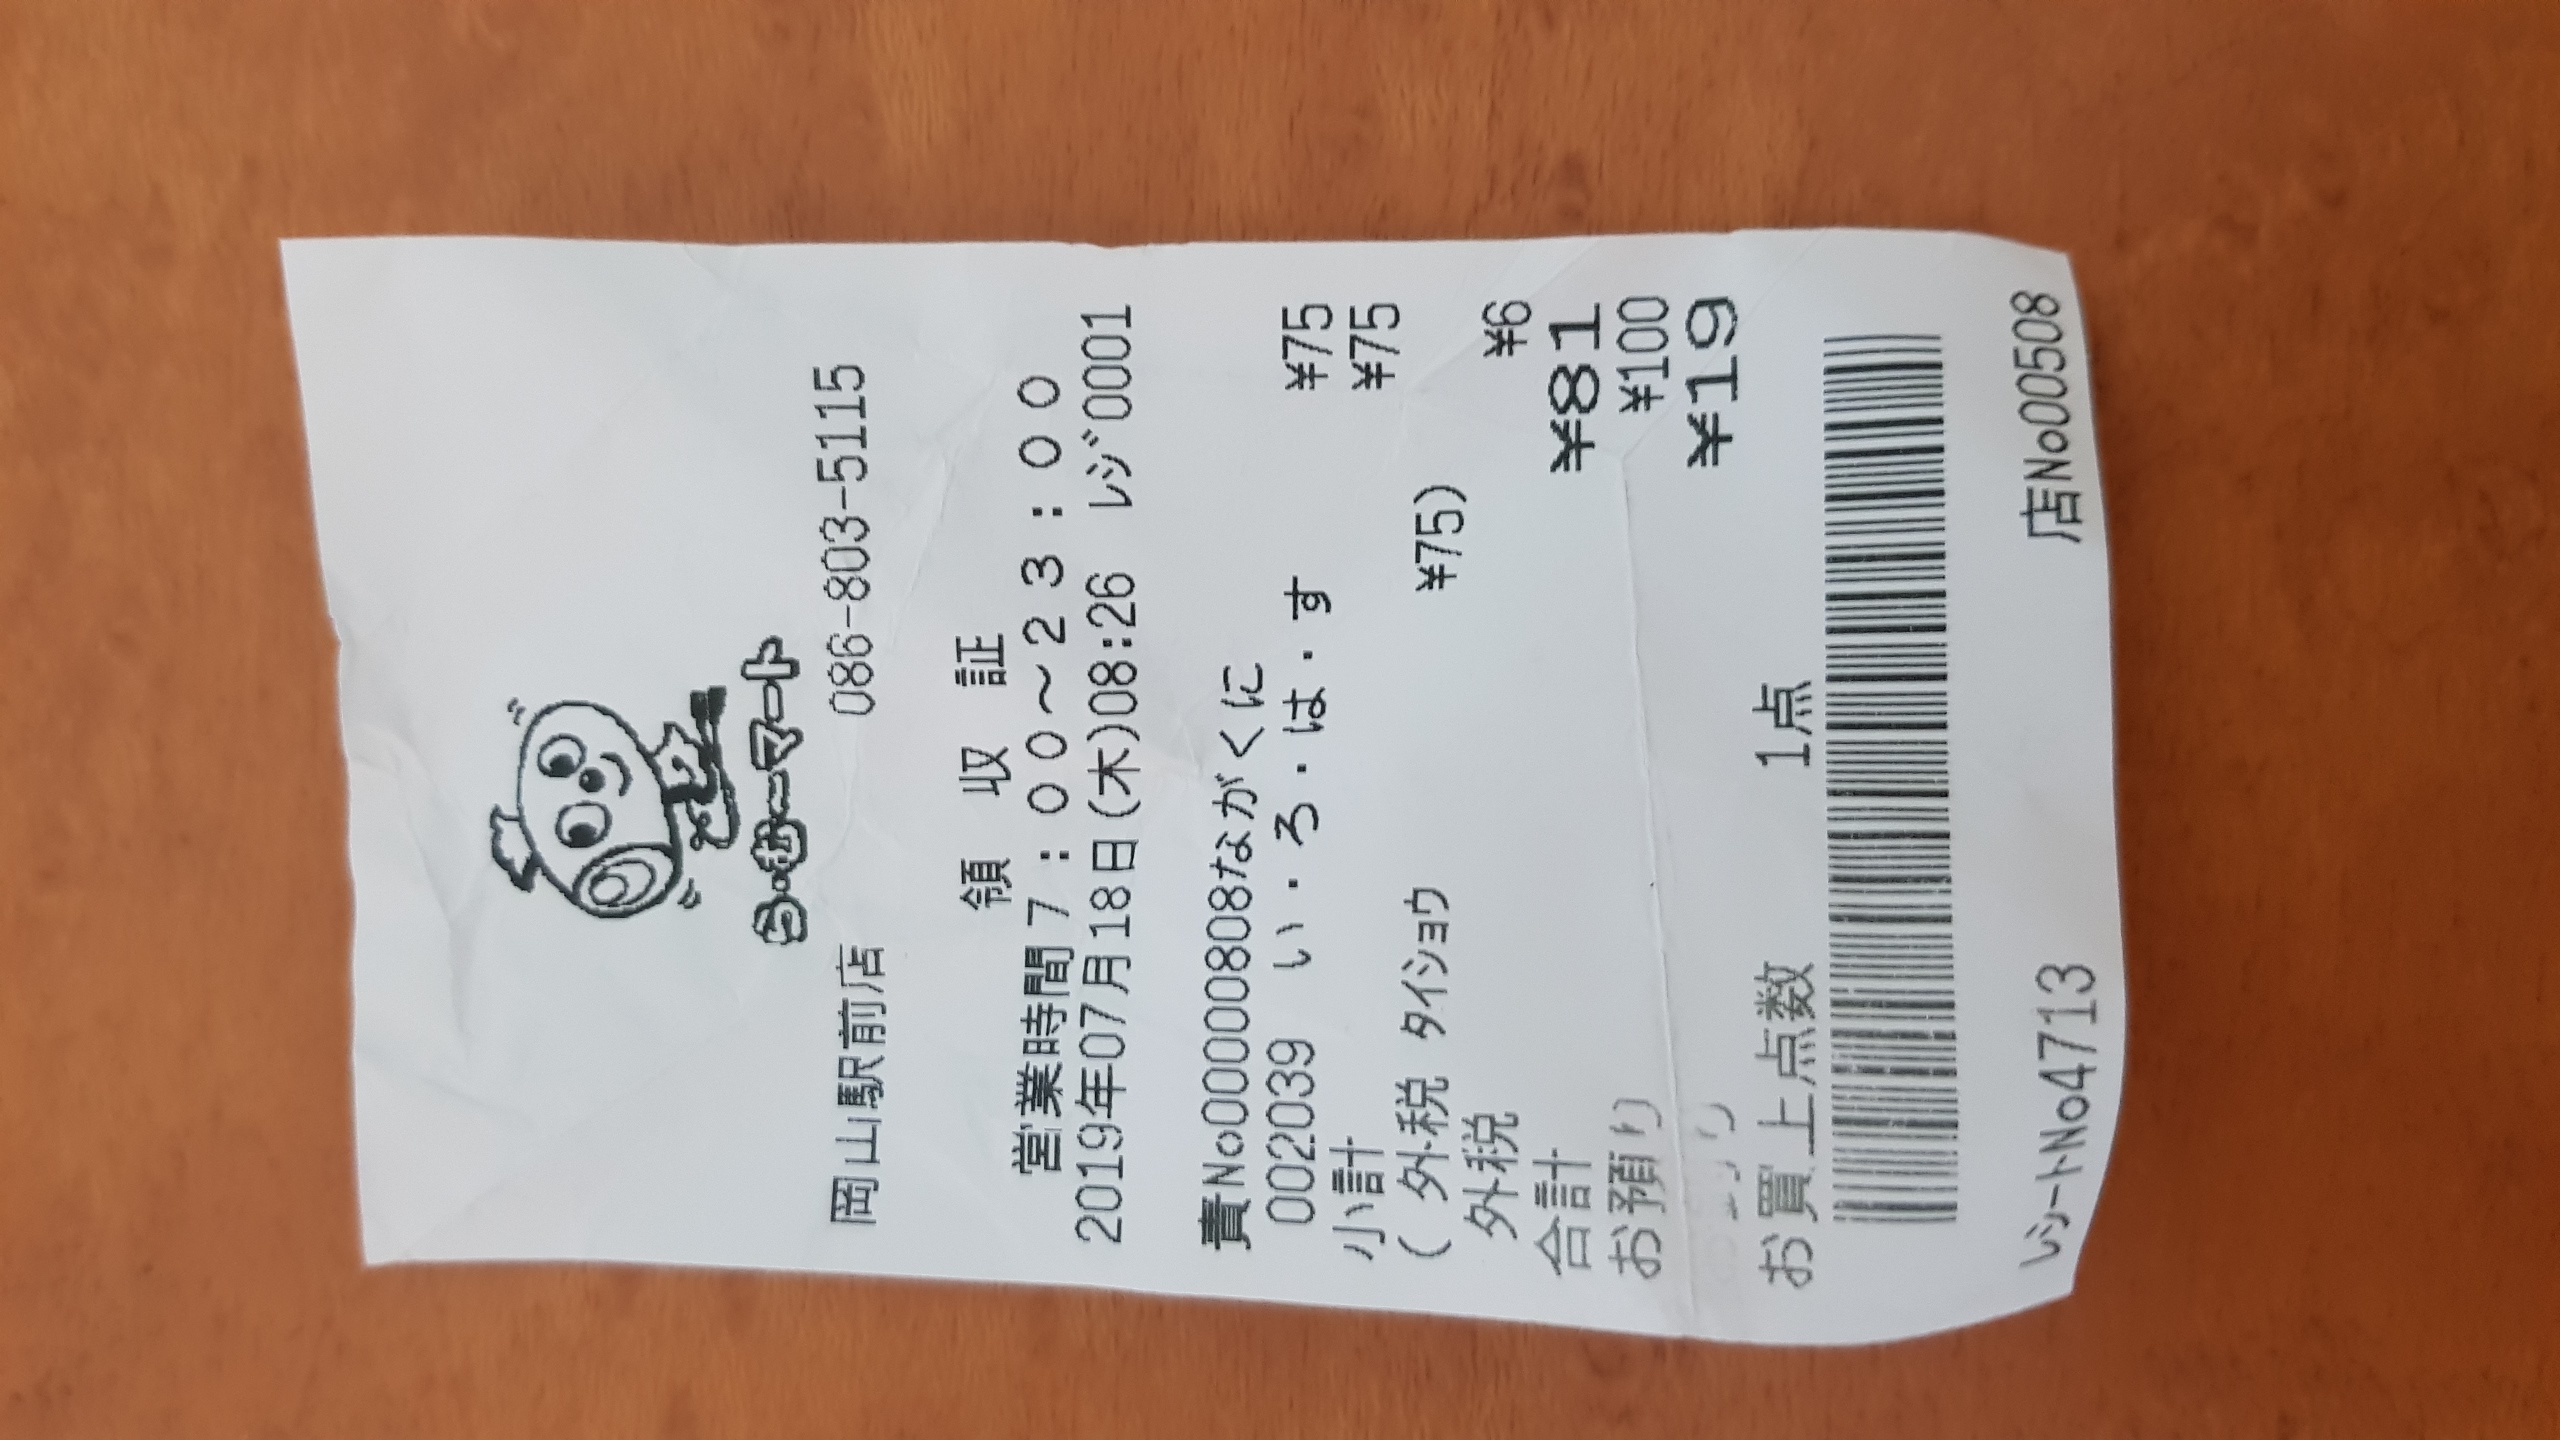 ら・む～マート
岡山駅前店 086-803-5115
領 収 証
営業時間7:00～23:00
2019年07月18日(木)08:26 ﾚｼﾞ0001
責No00000808ながくに
002039 い・ろ・は・す ¥75
小計 ¥75
( 外税 ﾀｲｼｮｳ ¥75)
外税 ¥6
合計 ¥81
お預り ¥100
¥19
お買上点数 1点
ﾚｼｰﾄNo4713 店No00508